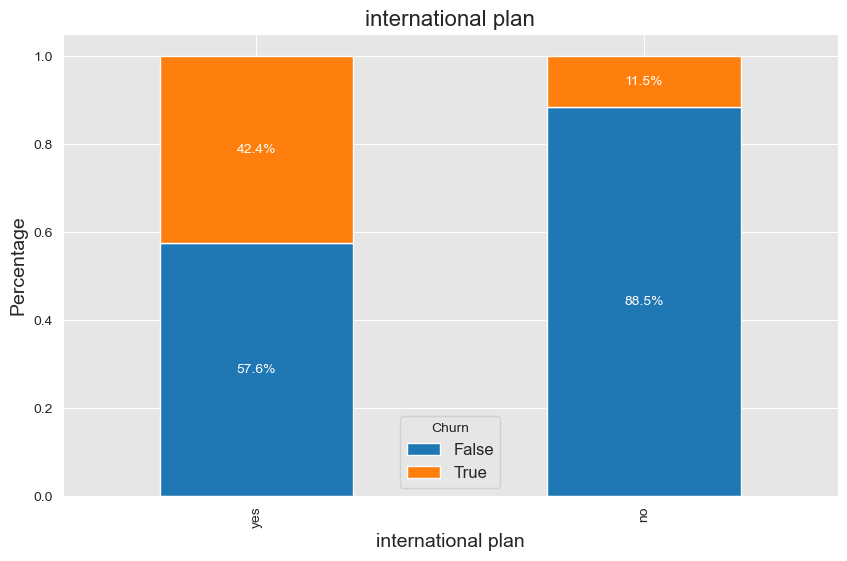 international plan
1.0
0.8
0.6
0.4
0.2
0.0
Percentage
42.4%
57.6%
11.5%
88.5%
Churn
False
True
yes
no
international plan